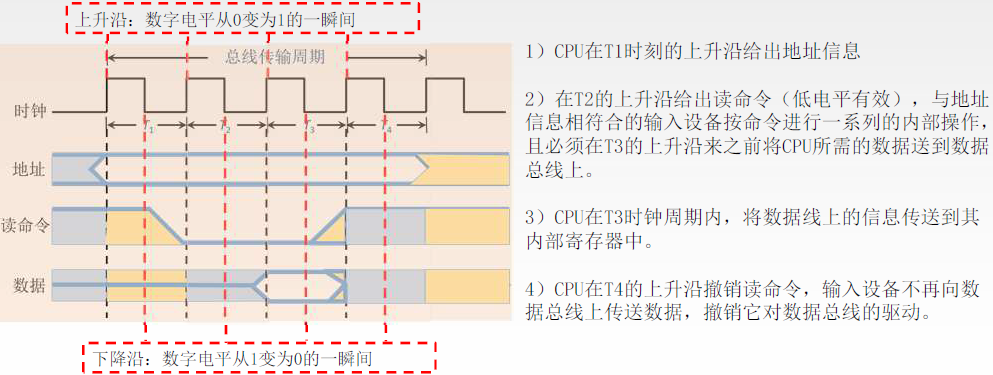 上升沿：数字电平从0变为1的一瞬间
总线传输周期
时钟
T1 T2 T3 T4
地址
读命令
数据
下降沿：数字电平从1变为0的一瞬间
1）CPU在T1时刻的上升沿给出地址信息
2）在T2的上升沿给出读命令（低电平有效），与地址
信息相符合的输入设备按命令进行一系列的内部操作，
且必须在T3的上升沿来之前将CPU所需的数据送到数据
总线上。
3）CPU在T3时钟周期内，将数据线上的信息传送到其
内部寄存器中。
4）CPU在T4的上升沿撤销读命令，输入设备不再向数
据总线上传送数据，撤销它对数据总线的驱动。